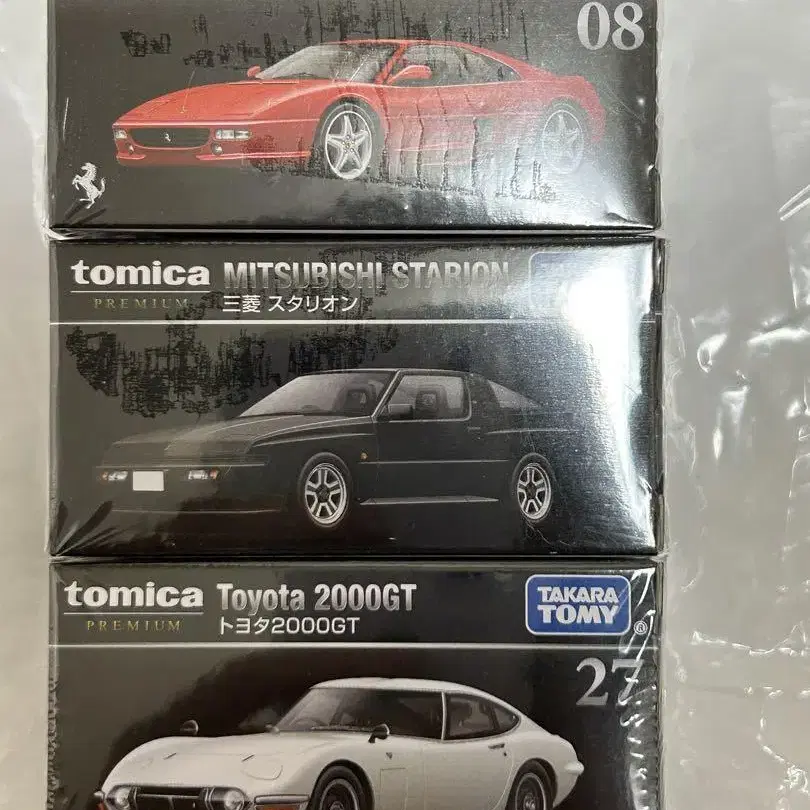 08
tomica MITSUBISHI STARION
PREMIUM 三菱 スタリオン
tomica Toyota 2000GT TAKARA
PREMIUM トヨタ2000GT TOMY ®
27